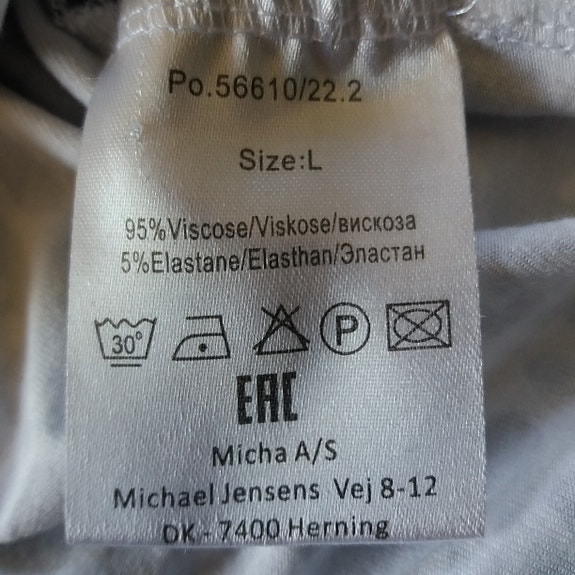 Po.56610/22.2
Size:L
95%Viscose/Viskose/вискоза
5%Elastane/Elasthan/Эластан
30° P
EAC
Micha A/S
Michael Jensens Vej 8-12
DK - 7400 Herning